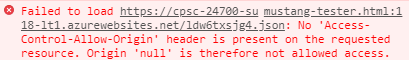 Failed to load https://cpsc-24700-su mustang-tester.html:1
18-lt1.azurewebsites.net/ldw6txsjg4.json: No 'Access-
Control-Allow-Origin' header is present on the requested
resource. Origin 'null' is therefore not allowed access.